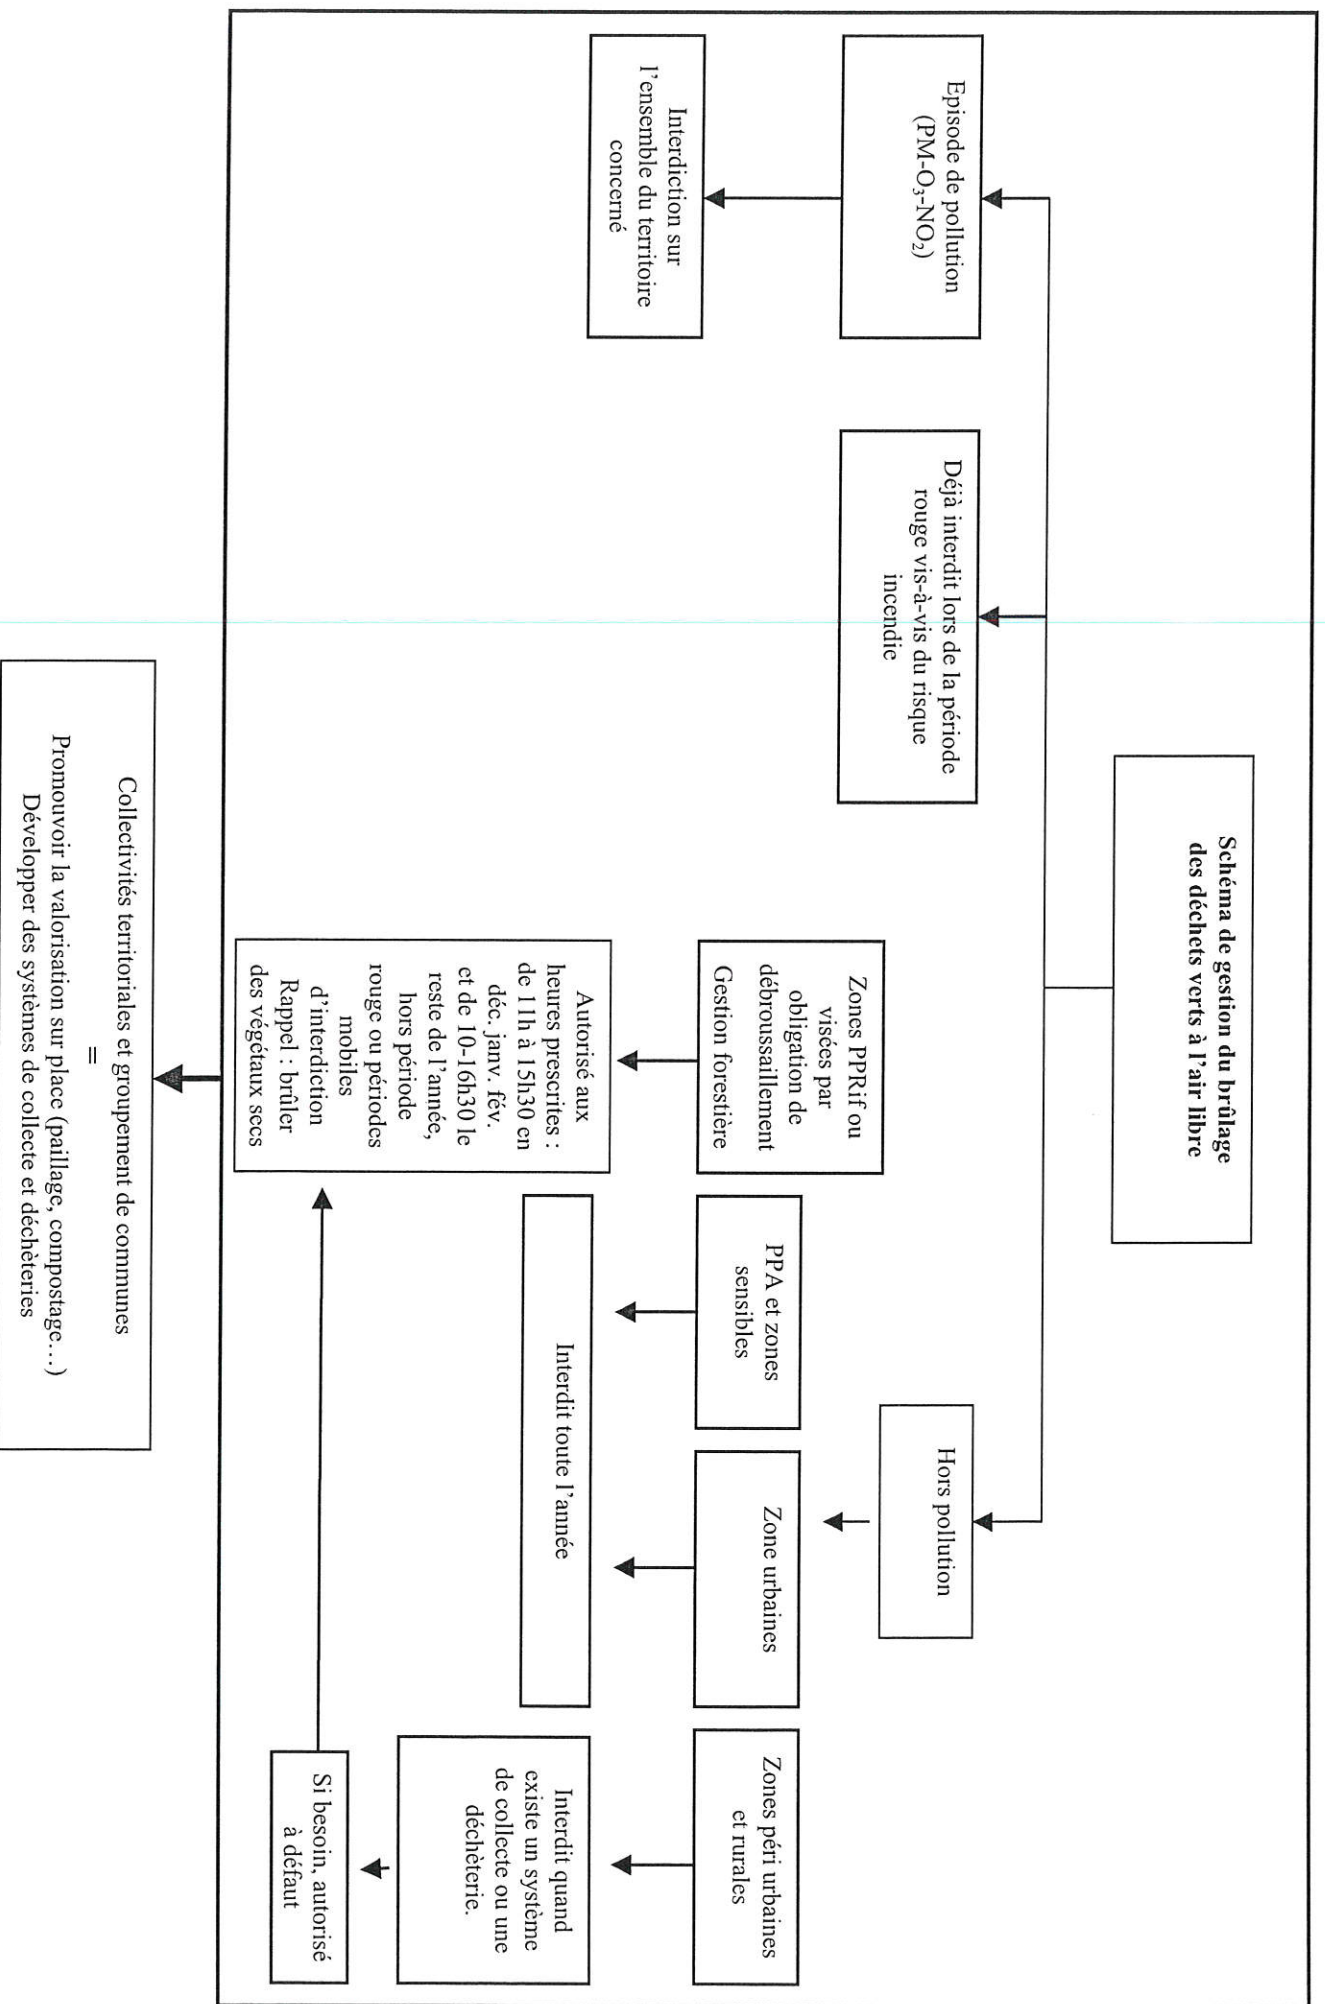 Schéma de gestion du brûlage
des déchets verts à l'air libre
Episode de pollution
(PM-O₃-NO₂)
Interdiction sur
l'ensemble du territoire
concerné
Déjà interdit lors de la période
rouge vis-à-vis du risque
incendie
Hors pollution
Zones PPRif ou
visées par
obligation de
débroussaillement
Gestion forestière
PPA et zones
sensibles
Zone urbaines
Zones péri urbaines
et rurales
Autorisé aux
heures prescrites :
de 11h à 15h30 en
déc. janv. fév.
et de 10-16h30 le
reste de l'année,
hors période
rouge ou périodes
mobiles
d'interdiction
Rappel : brûler
des végétaux secs
Interdit toute l'année
Interdit quand
existe un système
de collecte ou une
déchèterie.
Si besoin, autorisé
à défaut
Collectivités territoriales et groupement de communes
=
Promouvoir la valorisation sur place (paillage, compostage…)
Développer des systèmes de collecte et déchèteries